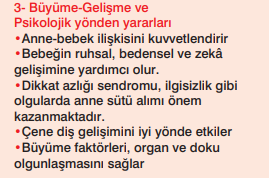 3- Büyüme-Gelişme ve
Psikolojik yönden yararları
•Anne-bebek ilişkisini kuvvetlendirir
•Bebeğin ruhsal, bedensel ve zekâ
gelişimine yardımcı olur.
•Dikkat azlığı sendromu, ilgisizlik gibi
olgularda anne sütü alımı önem
kazanmaktadır.
•Çene diş gelişimini iyi yönde etkiler
•Büyüme faktörleri, organ ve doku
olgunlaşmasını sağlar